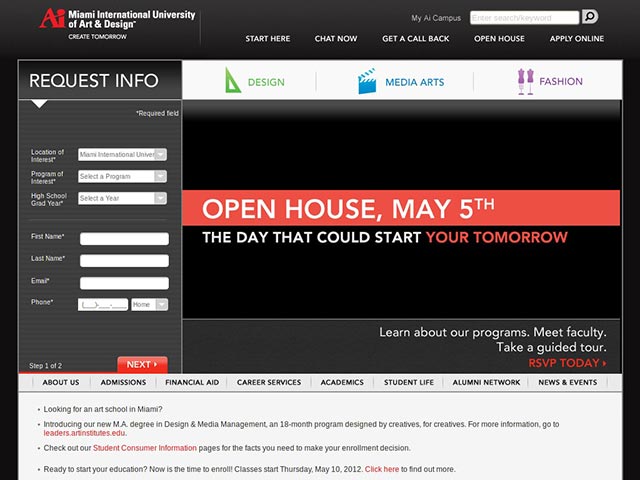 Ai Miami International University
of Art & Design
CREATE TOMORROW
My Ai Campus
Enter search/keyword
START HERE
CHAT NOW
GET A CALL BACK
OPEN HOUSE
APPLY ONLINE
REQUEST INFO
DESIGN
MEDIA ARTS
FASHION
*Required field
Location of
Interest*
Miami International Univer
Program of
Interest*
Select a Program
High School
Grad Year*
Select a Year
First Name*
Last Name*
Email*
Phone*
(___)-___-____
Home
Step 1 of 2
NEXT
OPEN HOUSE, MAY 5TH
THE DAY THAT COULD START YOUR TOMORROW
Learn about our programs. Meet faculty.
Take a guided tour.
RSVP TODAY
ABOUT US
ADMISSIONS
FINANCIAL AID
CAREER SERVICES
ACADEMICS
STUDENT LIFE
ALUMNI NETWORK
NEWS & EVENTS
• Looking for an art school in Miami?
• Introducing our new M.A. degree in Design & Media Management, an 18-month program designed by creatives, for creatives. For more information, go to
leaders.artinstitutes.edu.
• Check out our Student Consumer Information pages for the facts you need to make your enrollment decision.
• Ready to start your education? Now is the time to enroll! Classes start Thursday, May 10, 2012. Click here to find out more.